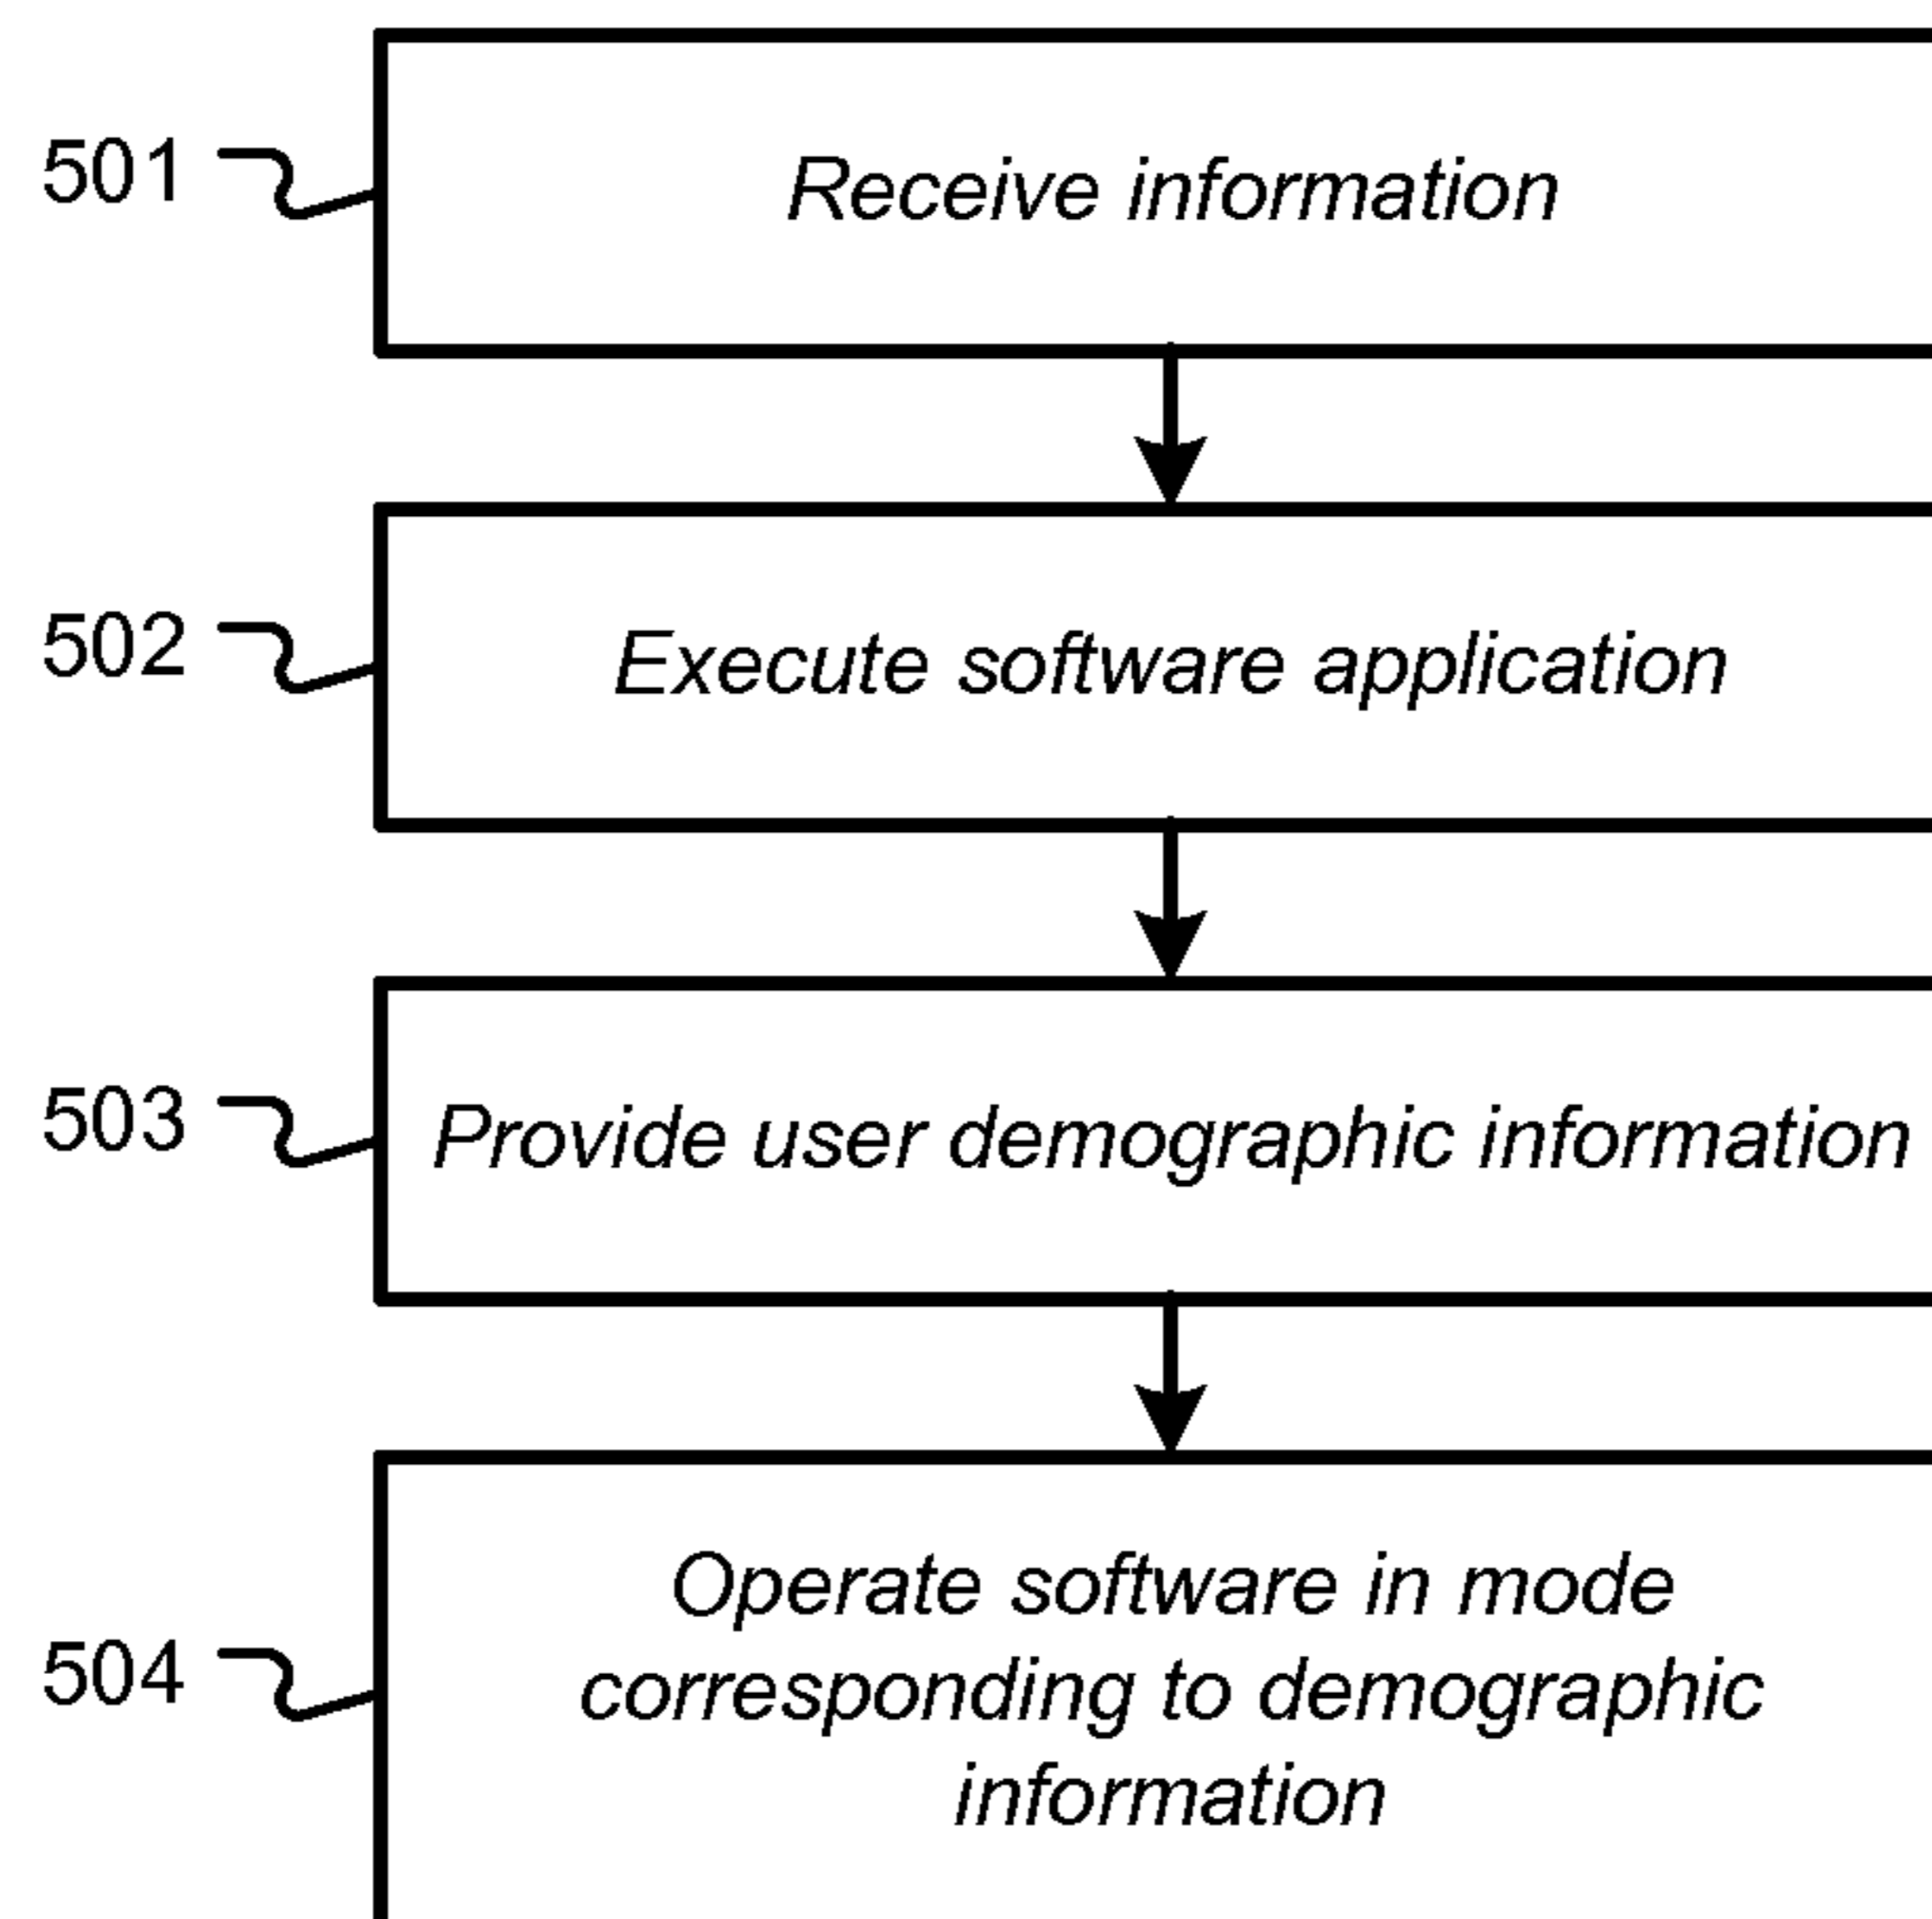 501
Receive information
502
Execute software application
503
Provide user demographic information
504
Operate software in mode
corresponding to demographic
information